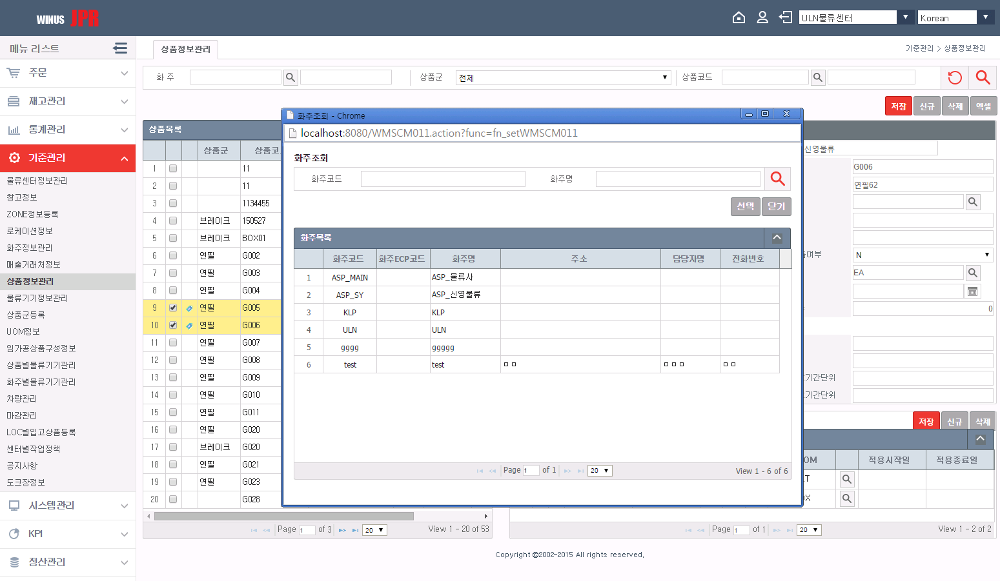 WINUS JPR
ULN물류센터
Korean
메뉴 리스트
상품정보관리
기준관리 > 상품정보관리
주문
재고관리
통계관리
기준관리
물류센터정보관리
창고정보
ZONE정보등록
로케이션정보
화주정보관리
매출거래처정보
상품정보관리
물류기기정보관리
상품군등록
UOM정보
임가공상품구성정보
상품별물류기기관리
화주별물류기기관리
차량관리
마감관리
LOC별입고상품등록
센터별작업정책
공지사항
도크장정보
시스템관리
KPI
정산관리
화 주
상품군 전체
상품코드
저장 신규 삭제 엑셀
상품목록
상품군 상품코
1 11
2 11
3 1134455
4 브레이크 150527
5 브레이크 BOX01
6 연필 G002
7 연필 G003
8 연필 G004
9 연필 G005
10 연필 G006
11 연필 G007
12 연필 G008
13 연필 G009
14 연필 G010
15 연필 G011
16 연필 G020
17 브레이크 G020
18 연필 G021
19 연필 G023
20 G028
Page 1 of 3 20 View 1 - 20 of 53
화주조회 - Chrome
localhost:8080/WMSCM011.action?func=fn_setWMSCM011
화주조회
화주코드 화주명
선택 닫기
화주목록
화주코드 화주ECP코드 화주명 주소 담당자명 전화번호
1 ASP_MAIN ASP_물류사
2 ASP_SY ASP_신영물류
3 KLP KLP
4 ULN ULN
5 gggg ggggg
6 test test ㅁㅁ ㅁㅁㅁ ㅁㅁ
Page 1 of 1 20 View 1 - 6 of 6
신영물류
G006
연필62
여부 N
EA
0
기간단위
기간단위
저장 신규 삭제
OM 적용시작일 적용종료일
LT
OX
Page 1 of 1 20 View 1 - 2 of 2
Copyright ©2002-2015 All rights reserved.